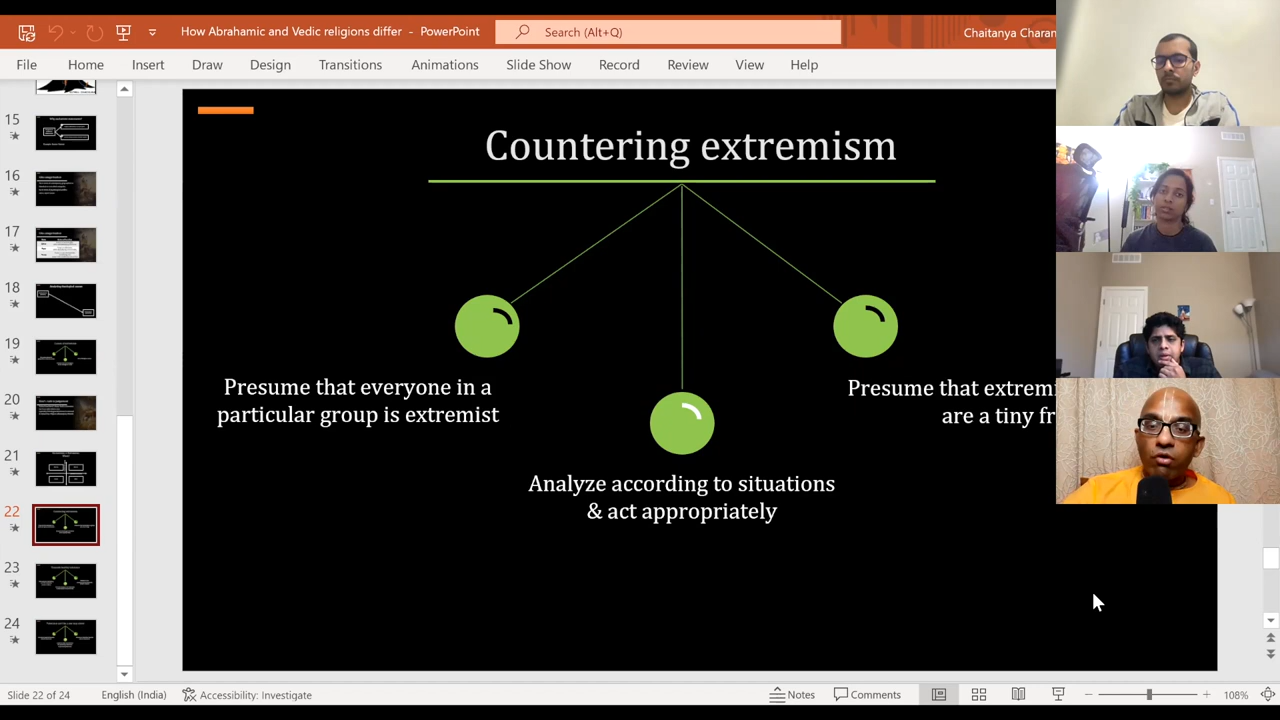 How Abrahamic and Vedic religions differ - PowerPoint
Search (Alt+Q)
Chaitanya Charan
File Home Insert Draw Design Transitions Animations Slide Show Record Review View Help
15
16
17
18
19
20
21
22
23
24
Countering extremism
Presume that everyone in a
particular group is extremist
Analyze according to situations
& act appropriately
Presume that
are a tiny
Slide 22 of 24 English (India) Accessibility: Investigate Notes Comments 108%